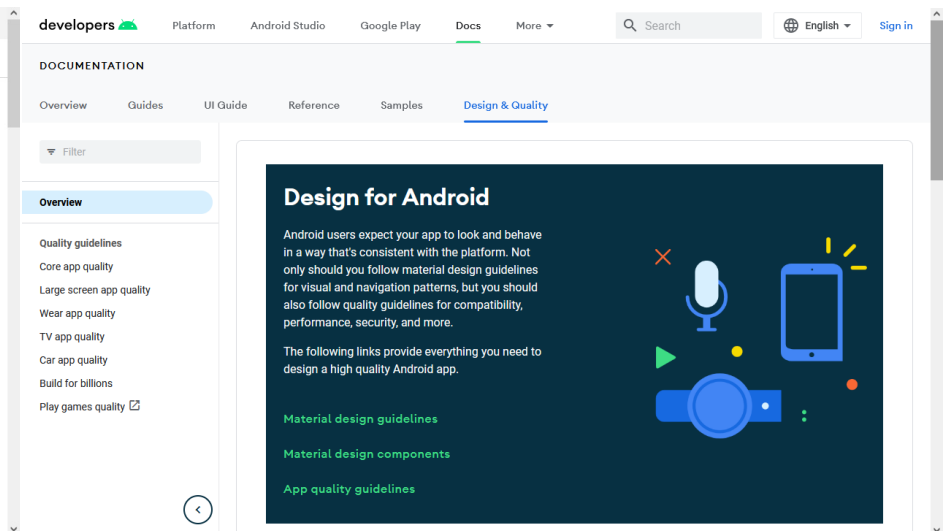 developers
Platform
Android Studio
Google Play
Docs
More
Search
English
Sign in
DOCUMENTATION
Overview
Guides
UI Guide
Reference
Samples
Design & Quality
Filter
Overview
Quality guidelines
Core app quality
Large screen app quality
Wear app quality
TV app quality
Car app quality
Build for billions
Play games quality
Design for Android
Android users expect your app to look and behave
in a way that's consistent with the platform. Not
only should you follow material design guidelines
for visual and navigation patterns, but you should
also follow quality guidelines for compatibility,
performance, security, and more.
The following links provide everything you need to
design a high quality Android app.
Material design guidelines
Material design components
App quality guidelines